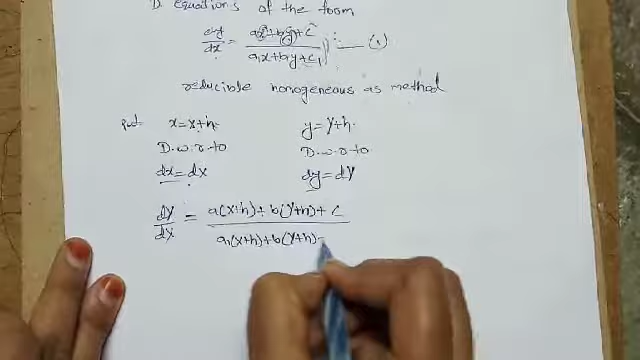 D equations of the form
dy/dx = ax+by+c / a₁x+b₁y+c₁ — (1)
reducible homogeneous as method
Put x = X+h. y = Y+h.
D.w.r to D.w.r to
dx = dX dy = dY
dY/dX = a(X+h) + b(Y+h) + c / a₁(X+h)+b(Y+h)